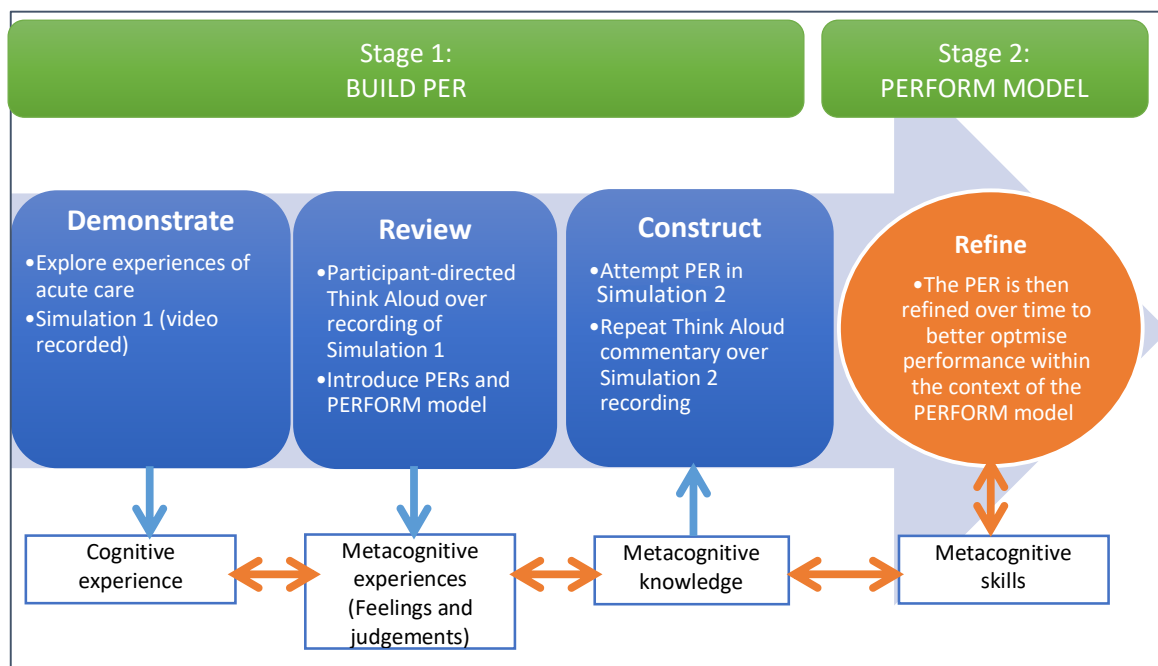 Stage 1:
BUILD PER
Stage 2:
PERFORM MODEL
Demonstrate
•Explore experiences of
acute care
•Simulation 1 (video
recorded)
Review
•Participant-directed
Think Aloud over
recording of
Simulation 1
•Introduce PERs and
PERFORM model
Construct
•Attempt PER in
Simulation 2
•Repeat Think Aloud
commentary over
Simulation 2
recording
Refine
•The PER is then
refined over time to
better optmise
performance within
the context of the
PERFORM model
Cognitive
experience
Metacognitive
experiences
(Feelings and
judgements)
Metacognitive
knowledge
Metacognitive
skills